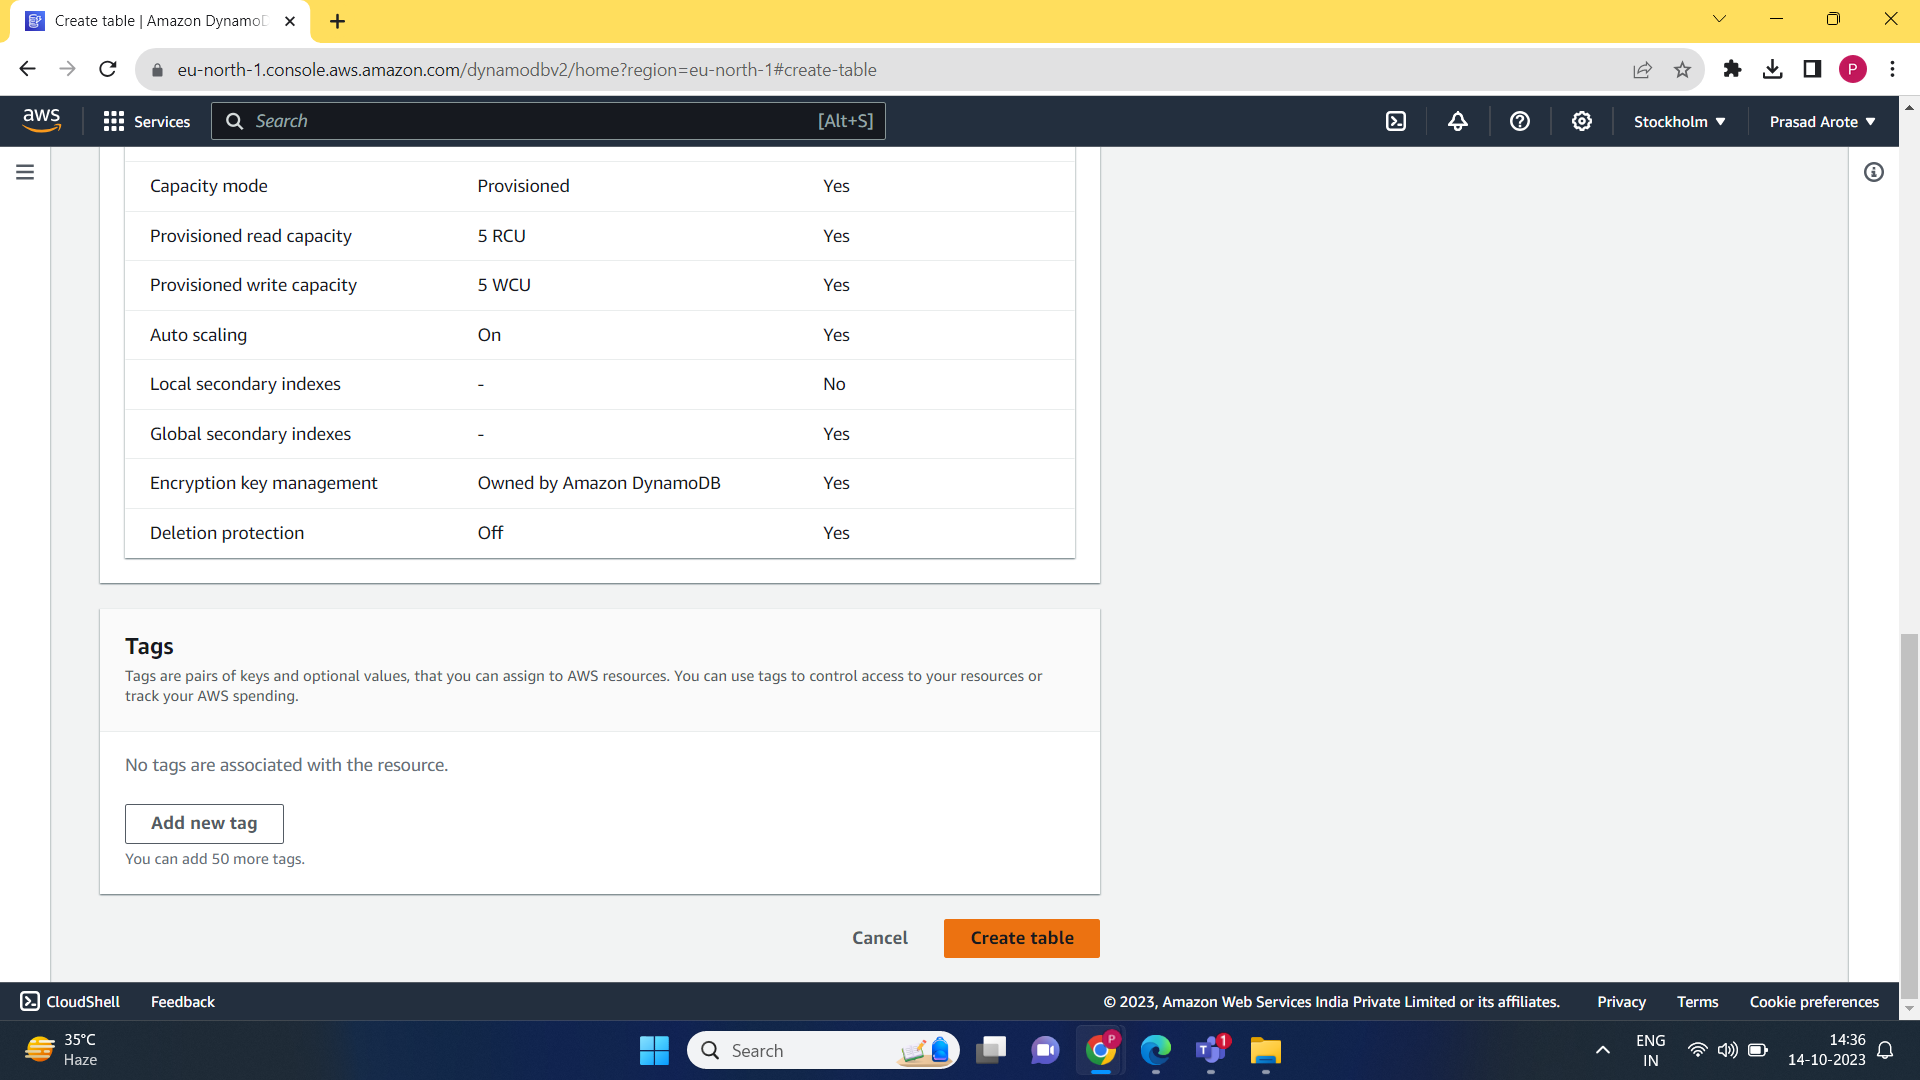 Create table | Amazon Dynamo
eu-north-1.console.aws.amazon.com/dynamodbv2/home?region=eu-north-1#create-table
P
aws
Services
Search
[Alt+S]
Stockholm
Prasad Arote
Capacity mode Provisioned Yes
Provisioned read capacity 5 RCU Yes
Provisioned write capacity 5 WCU Yes
Auto scaling On Yes
Local secondary indexes - No
Global secondary indexes - Yes
Encryption key management Owned by Amazon DynamoDB Yes
Deletion protection Off Yes
Tags
Tags are pairs of keys and optional values, that you can assign to AWS resources. You can use tags to control access to your resources or
track your AWS spending.
No tags are associated with the resource.
Add new tag
You can add 50 more tags.
Cancel
Create table
CloudShell
Feedback
© 2023, Amazon Web Services India Private Limited or its affiliates.
Privacy
Terms
Cookie preferences
35°C
Haze
Search
P
1
ENG
IN
14:36
14-10-2023